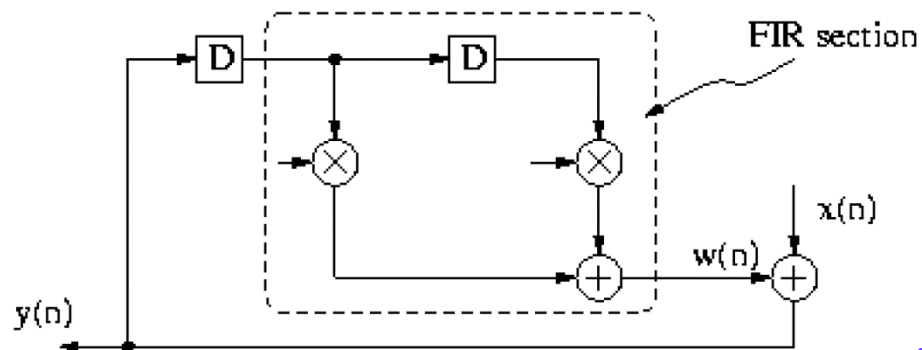 FIR section
D
D
x(n)
w(n)
y(n)